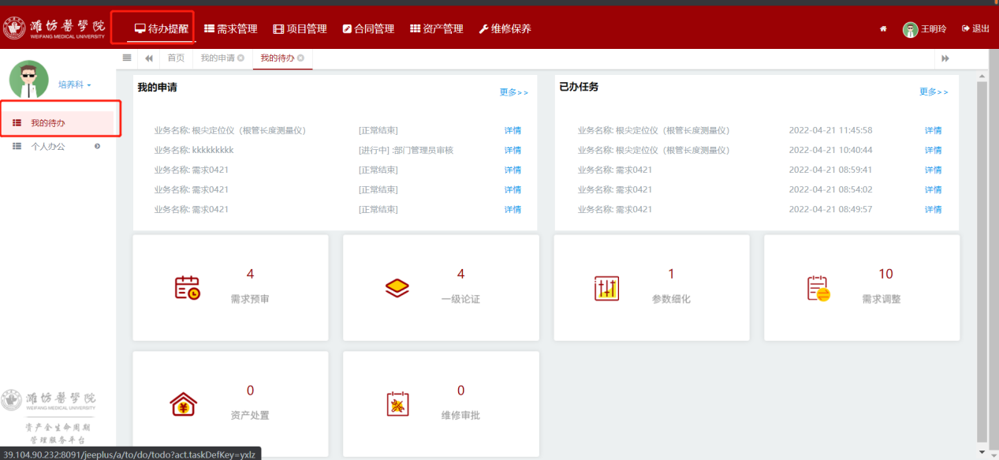 潍坊醫学院
WEIFANG MEDICAL UNIVERSITY
待办提醒 需求管理 项目管理 合同管理 资产管理 维修保养 王明玲 退出
首页 我的申请 我的待办
培养科
我的待办
个人办公
我的申请 更多>>
业务名称: 根尖定位仪（根管长度测量仪） [正常结束] 详情
业务名称: kkkkkkkkk [进行中] :部门管理员审核 详情
业务名称: 需求0421 [正常结束] 详情
业务名称: 需求0421 [正常结束] 详情
业务名称: 需求0421 [正常结束] 详情
已办任务 更多>>
业务名称: 根尖定位仪（根管长度测量仪） 2022-04-21 11:45:58 详情
业务名称: 根尖定位仪（根管长度测量仪） 2022-04-21 10:40:44 详情
业务名称: 需求0421 2022-04-21 08:59:41 详情
业务名称: 需求0421 2022-04-21 08:54:02 详情
业务名称: 需求0421 2022-04-21 08:49:57 详情
4
需求预审
4
一级论证
1
参数细化
10
需求调整
0
资产处置
0
维修审批
潍坊醫学院
WEIFANG MEDICAL UNIVERSITY
资产全生命周期
管理服务平台
39.104.90.232:8091/jeeplus/a/to/do/todo?act.taskDefKey=yxlz